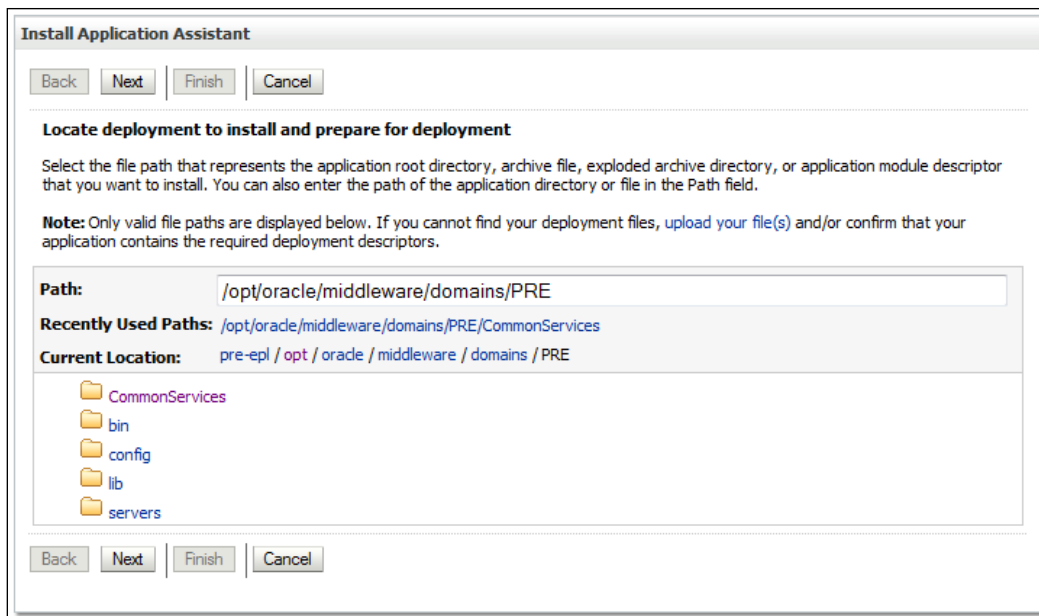 Install Application Assistant
Back Next Finish Cancel
Locate deployment to install and prepare for deployment
Select the file path that represents the application root directory, archive file, exploded archive directory, or application module descriptor
that you want to install. You can also enter the path of the application directory or file in the Path field.
Note: Only valid file paths are displayed below. If you cannot find your deployment files, upload your file(s) and/or confirm that your
application contains the required deployment descriptors.
Path: /opt/oracle/middleware/domains/PRE
Recently Used Paths: /opt/oracle/middleware/domains/PRE/CommonServices
Current Location: pre-epl / opt / oracle / middleware / domains / PRE
CommonServices
bin
config
lib
servers
Back Next Finish Cancel